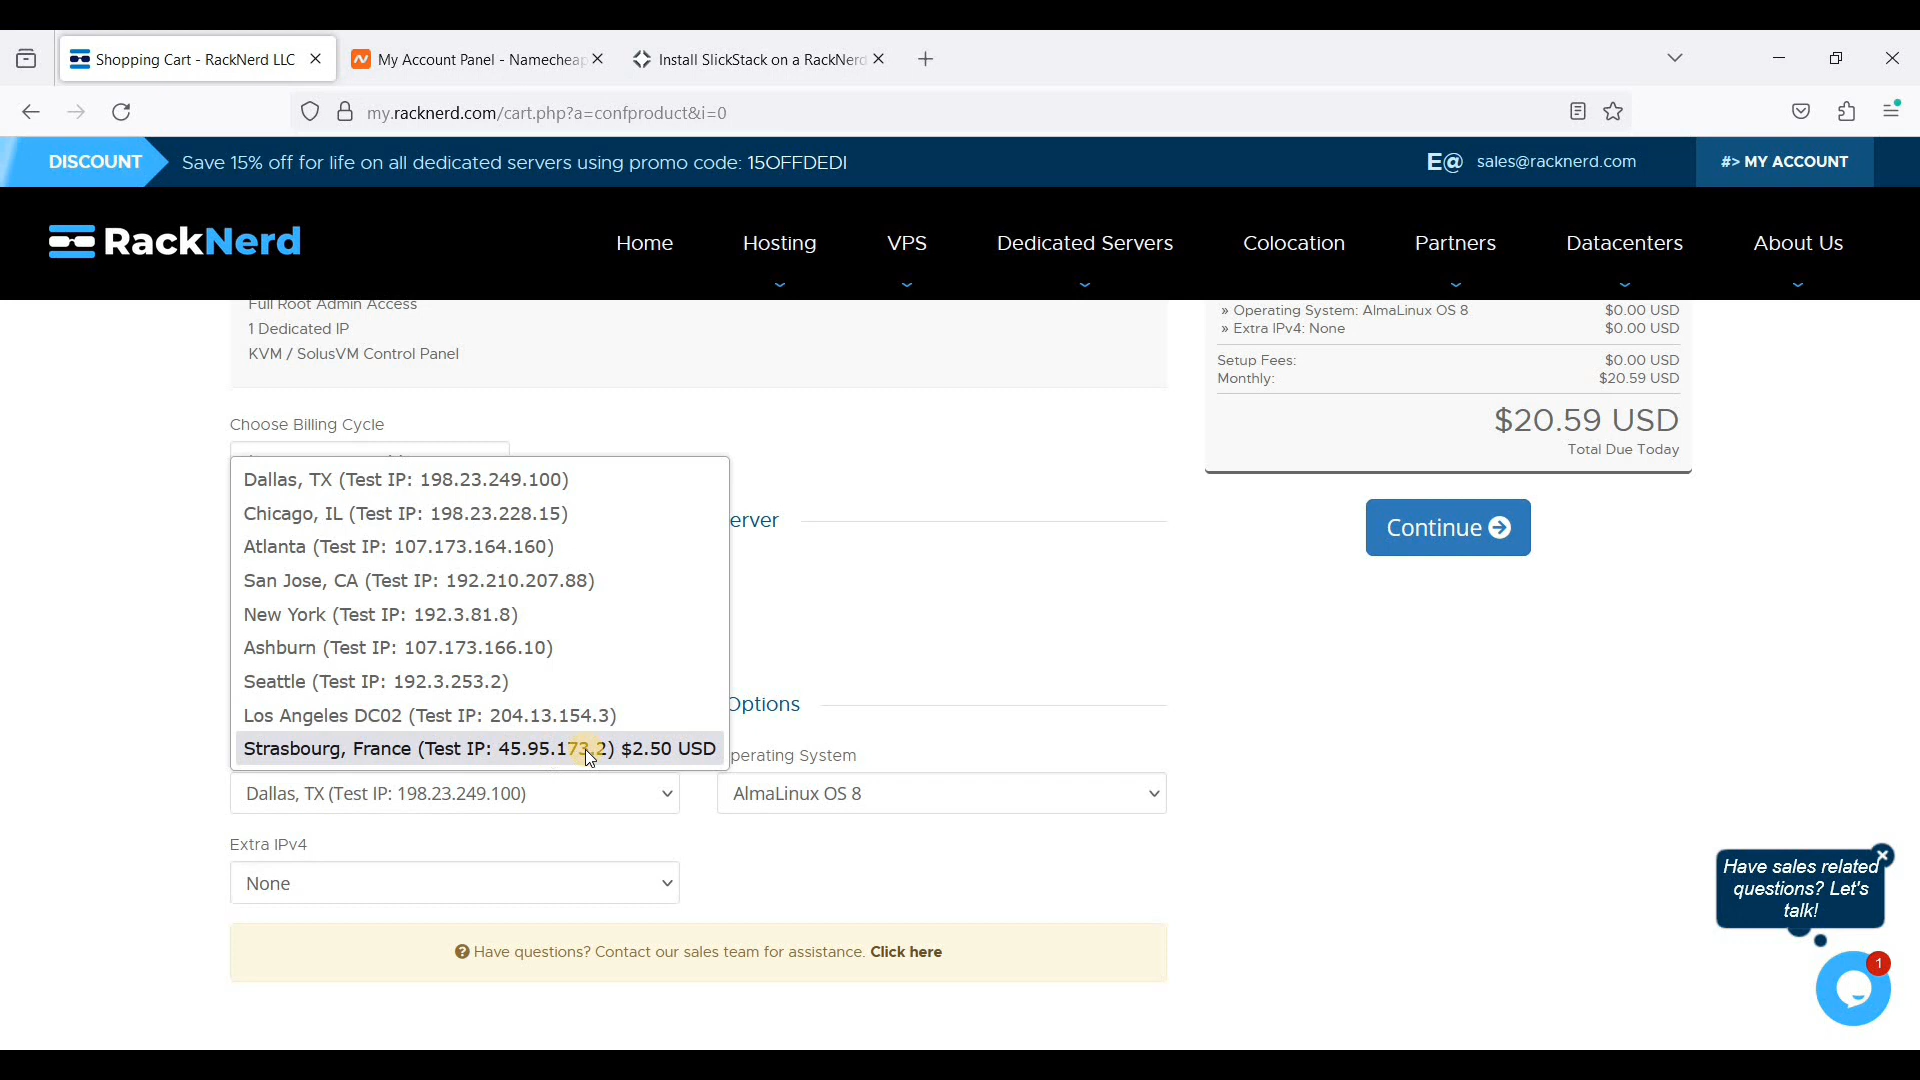 Shopping Cart - RackNerd LLC
My Account Panel - Namecheap
Install SlickStack on a RackNerd
my.racknerd.com/cart.php?a=confproduct&i=0
DISCOUNT
Save 15% off for life on all dedicated servers using promo code: 15OFFDEDI
E@ sales@racknerd.com
#> MY ACCOUNT
RackNerd
Home
Hosting
VPS
Dedicated Servers
Colocation
Partners
Datacenters
About Us
Full Root Admin Access
1 Dedicated IP
KVM / SolusVM Control Panel
» Operating System: AlmaLinux OS 8 $0.00 USD
» Extra IPv4: None $0.00 USD
Setup Fees: $0.00 USD
Monthly: $20.59 USD
$20.59 USD
Total Due Today
Continue
Choose Billing Cycle
Dallas, TX (Test IP: 198.23.249.100)
Chicago, IL (Test IP: 198.23.228.15)
Atlanta (Test IP: 107.173.164.160)
San Jose, CA (Test IP: 192.210.207.88)
New York (Test IP: 192.3.81.8)
Ashburn (Test IP: 107.173.166.10)
Seattle (Test IP: 192.3.253.2)
Los Angeles DC02 (Test IP: 204.13.154.3)
Strasbourg, France (Test IP: 45.95.173.2) $2.50 USD
erver
Options
perating System
Dallas, TX (Test IP: 198.23.249.100)
AlmaLinux OS 8
Extra IPv4
None
Have questions? Contact our sales team for assistance. Click here
Have sales related
questions? Let's
talk!
1